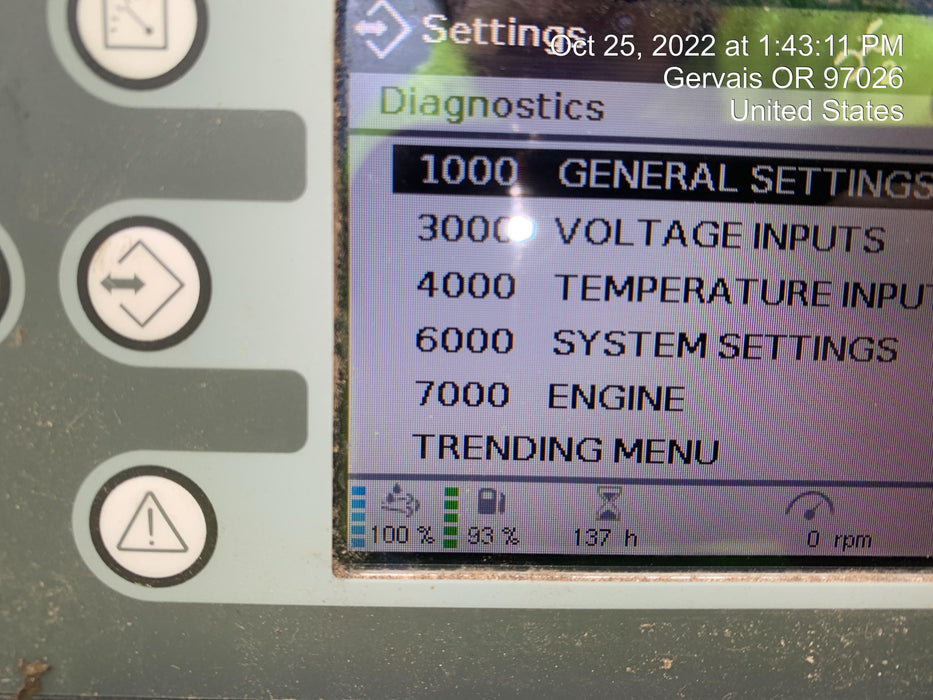 Settings
Oct 25, 2022 at 1:43:11 PM
Gervais OR 97026
United States
Diagnostics
1000 GENERAL SETTINGS
3000 VOLTAGE INPUTS
4000 TEMPERATURE INPU
6000 SYSTEM SETTINGS
7000 ENGINE
TRENDING MENU
100 % 93 % 137 h 0 rpm